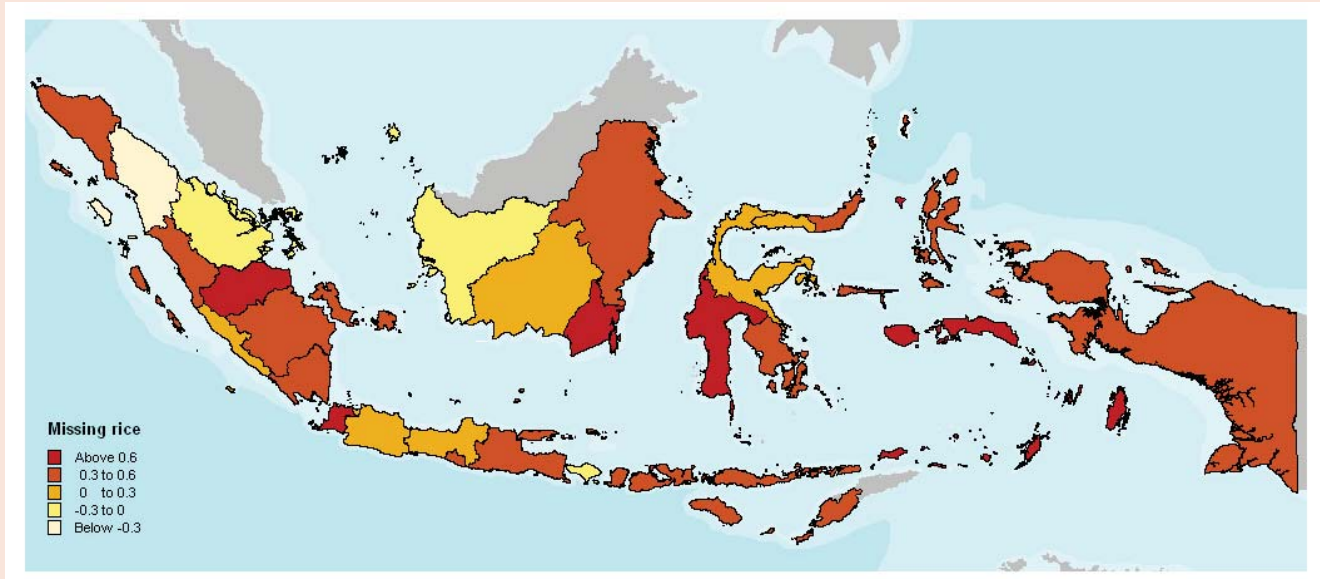 Missing rice
Above 0.6
0.3 to 0.6
0 to 0.3
-0.3 to 0
Below -0.3